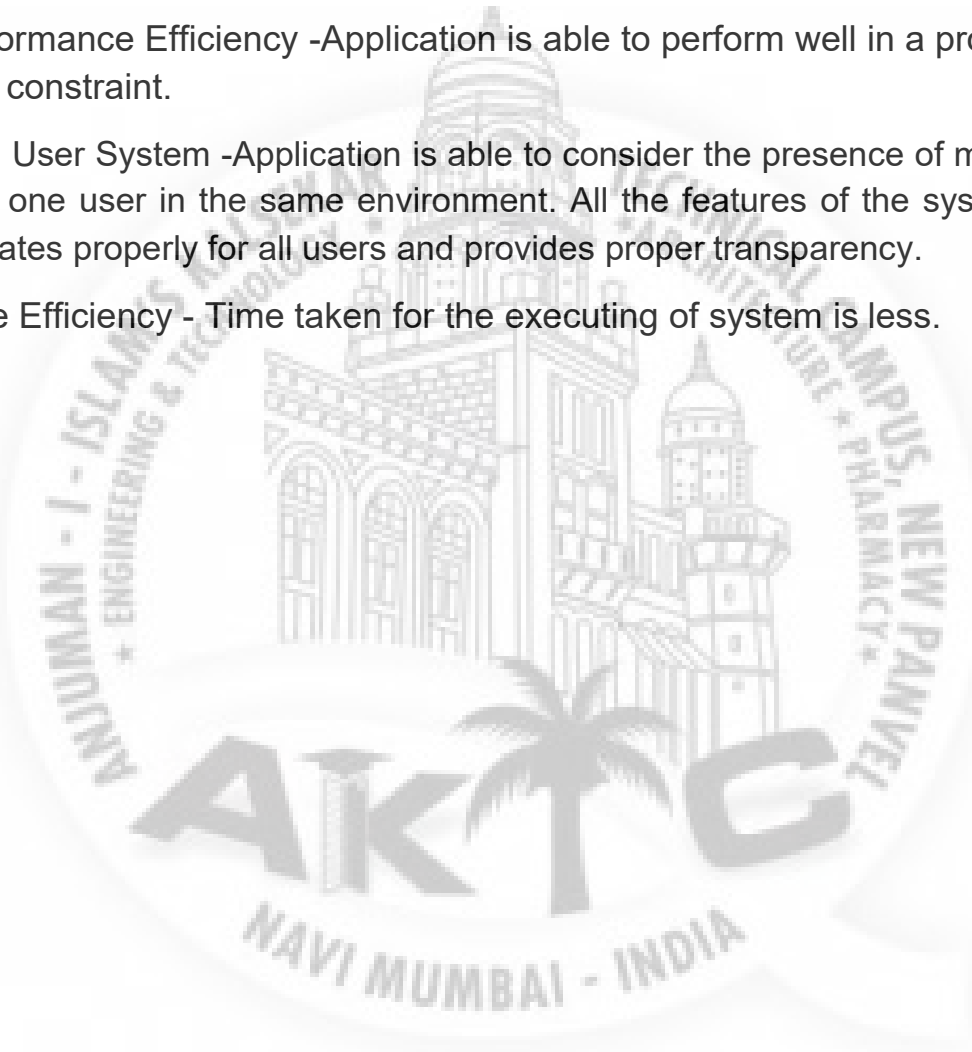 ormance Efficiency -Application is able to perform well in a pro
constraint.
User System -Application is able to consider the presence of m
one user in the same environment. All the features of the sys
ates properly for all users and provides proper transparency.
e Efficiency - Time taken for the executing of system is less.
ANJUMAN - I - ISLAM'S KALSEKAR TECHNICAL CAMPUS, NEW PANVEL
★ ENGINEERING & TECHNOLOGY ★ ARCHITECTURE ★ PHARMACY ★
AKTC
NAVI MUMBAI - INDIA